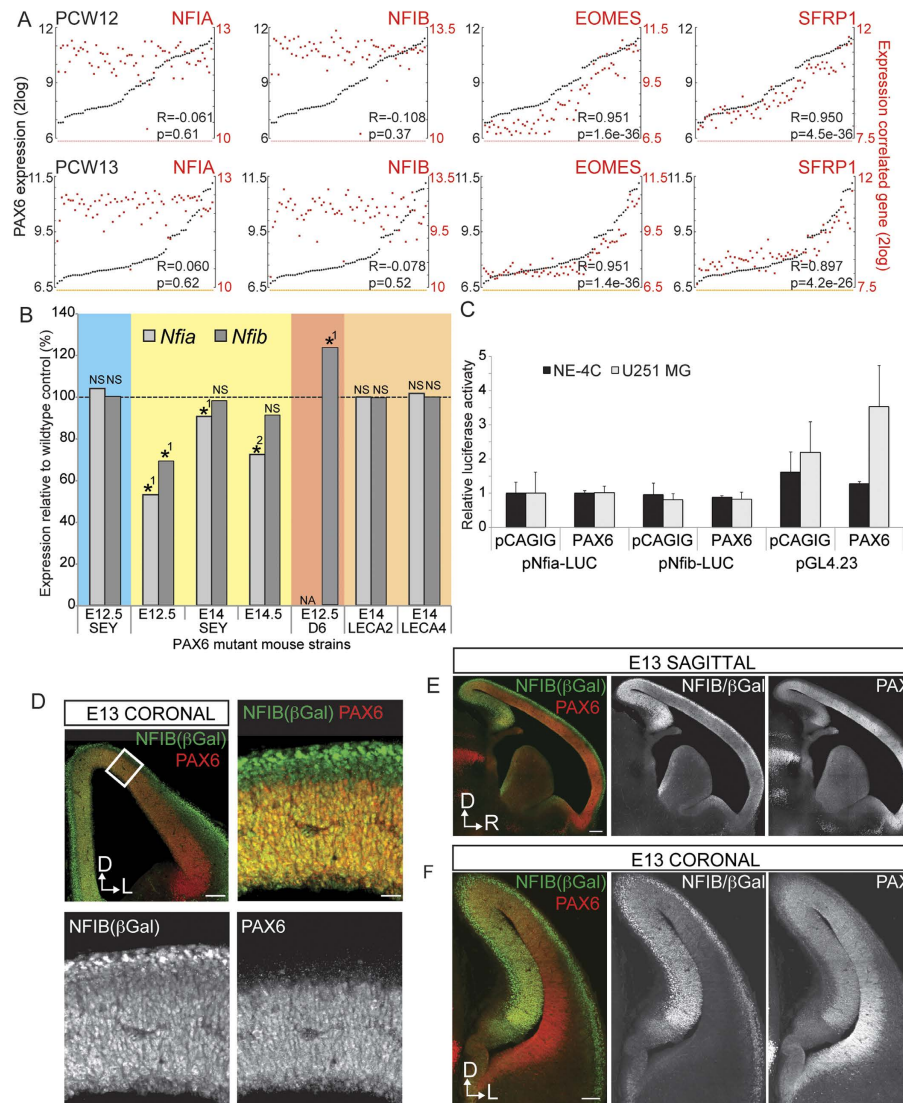 A
PCW12 NFIA NFIB EOMES SFRP1
12 13 12 13.5 12 11.5 12 12
9 9 9 9.5 9
R=-0.061 R=-0.108 R=0.951 R=0.950
p=0.61 p=0.37 p=1.6e-36 p=4.5e-36
6 10 6 10 6 6.5 6 7.5
PCW13 NFIA NFIB EOMES SFRP1
11.5 13 11.5 13.5 11.5 11.5 11.5 12
9.5 9.5 9.5 9.5 9.5 9.5
R=0.060 R=-0.078 R=0.951 R=0.897
p=0.62 p=0.52 p=1.4e-36 p=4.2e-26
6.5 10 6.5 10 6.5 6.5 6.5 7.5
PAX6 expression (2log)
Expression correlated gene (2log)
B
Nfia Nfib
140
120
100
80
60
40
20
0
Expression relative to wildtype control (%)
NS NS *1 *1 *1 NS *2 NS NA *1 NS NS NS NS
E12.5 E12.5 E14 E14.5 E12.5 E14 E14
SEY SEY D6 LECA2 LECA4
PAX6 mutant mouse strains
C
NE-4C U251 MG
5
4
3
2
1
0
Relative luciferase activaty
pCAGIG PAX6 pCAGIG PAX6 pCAGIG PAX6
pNfia-LUC pNfib-LUC pGL4.23
D
E13 CORONAL
NFIB(βGal)
PAX6
D
L
NFIB(βGal) PAX6
NFIB(βGal)
PAX6
E13 SAGITTAL
E
NFIB(βGal)
PAX6
D
R
NFIB/βGal
PAX
E13 CORONAL
F
NFIB(βGal)
PAX6
D
L
NFIB/βGal
PAX